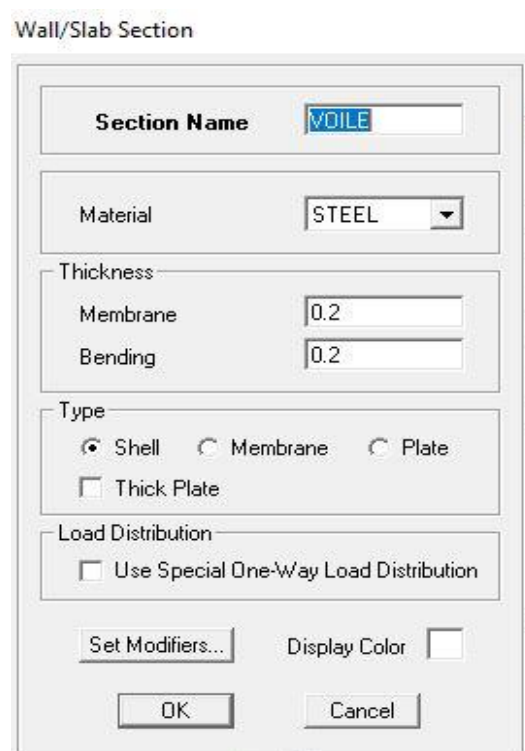 Wall/Slab Section
Section Name VOILE
Material STEEL
Thickness
Membrane 0.2
Bending 0.2
Type
Shell Membrane Plate
Thick Plate
Load Distribution
Use Special One-Way Load Distribution
Set Modifiers... Display Color
OK Cancel